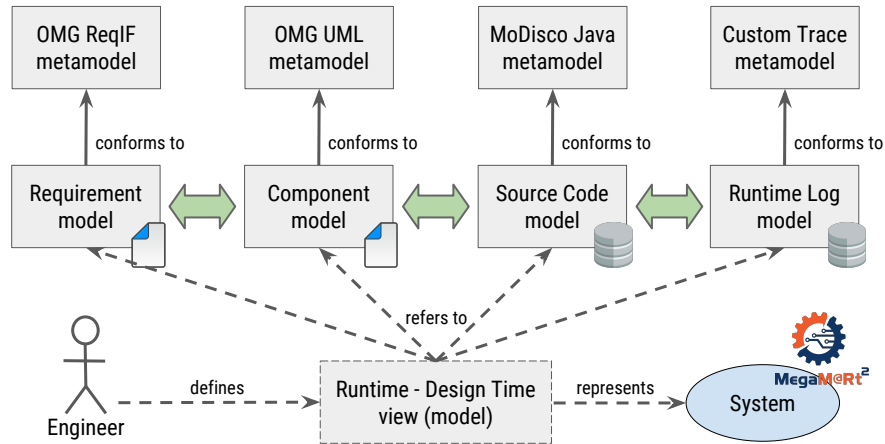 OMG ReqIF
metamodel
OMG UML
metamodel
MoDisco Java
metamodel
Custom Trace
metamodel
conforms to
conforms to
conforms to
conforms to
Requirement
model
Component
model
Source Code
model
Runtime Log
model
refers to
MegaM@Rt²
defines
Runtime - Design Time
view (model)
represents
System
Engineer